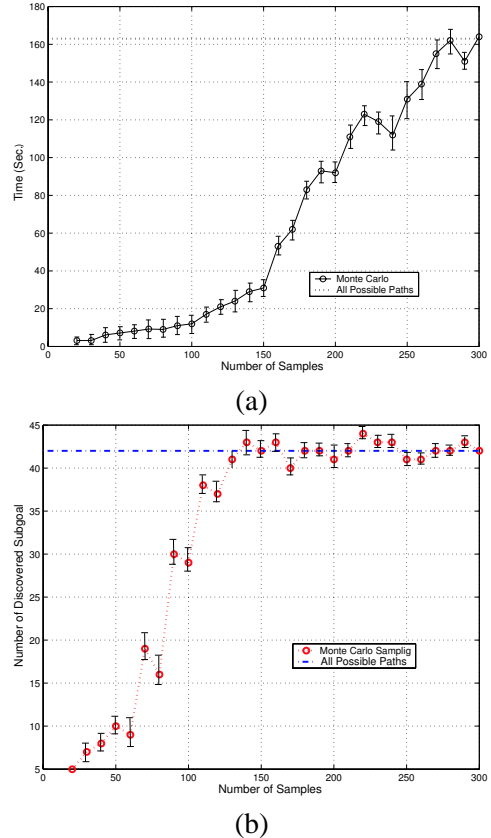 160
140
120
100
80
60
40
20
0
Time (Sec.)
Monte Carlo
All Possible Paths
0 50 100 150 200 250 300
Number of Samples
(a)
45
40
35
30
25
20
15
10
5
Number of Discovered Subgoal
Monte Carlo Samplig
All Possible Paths
0 50 100 150 200 250 300
Number of Samples
(b)